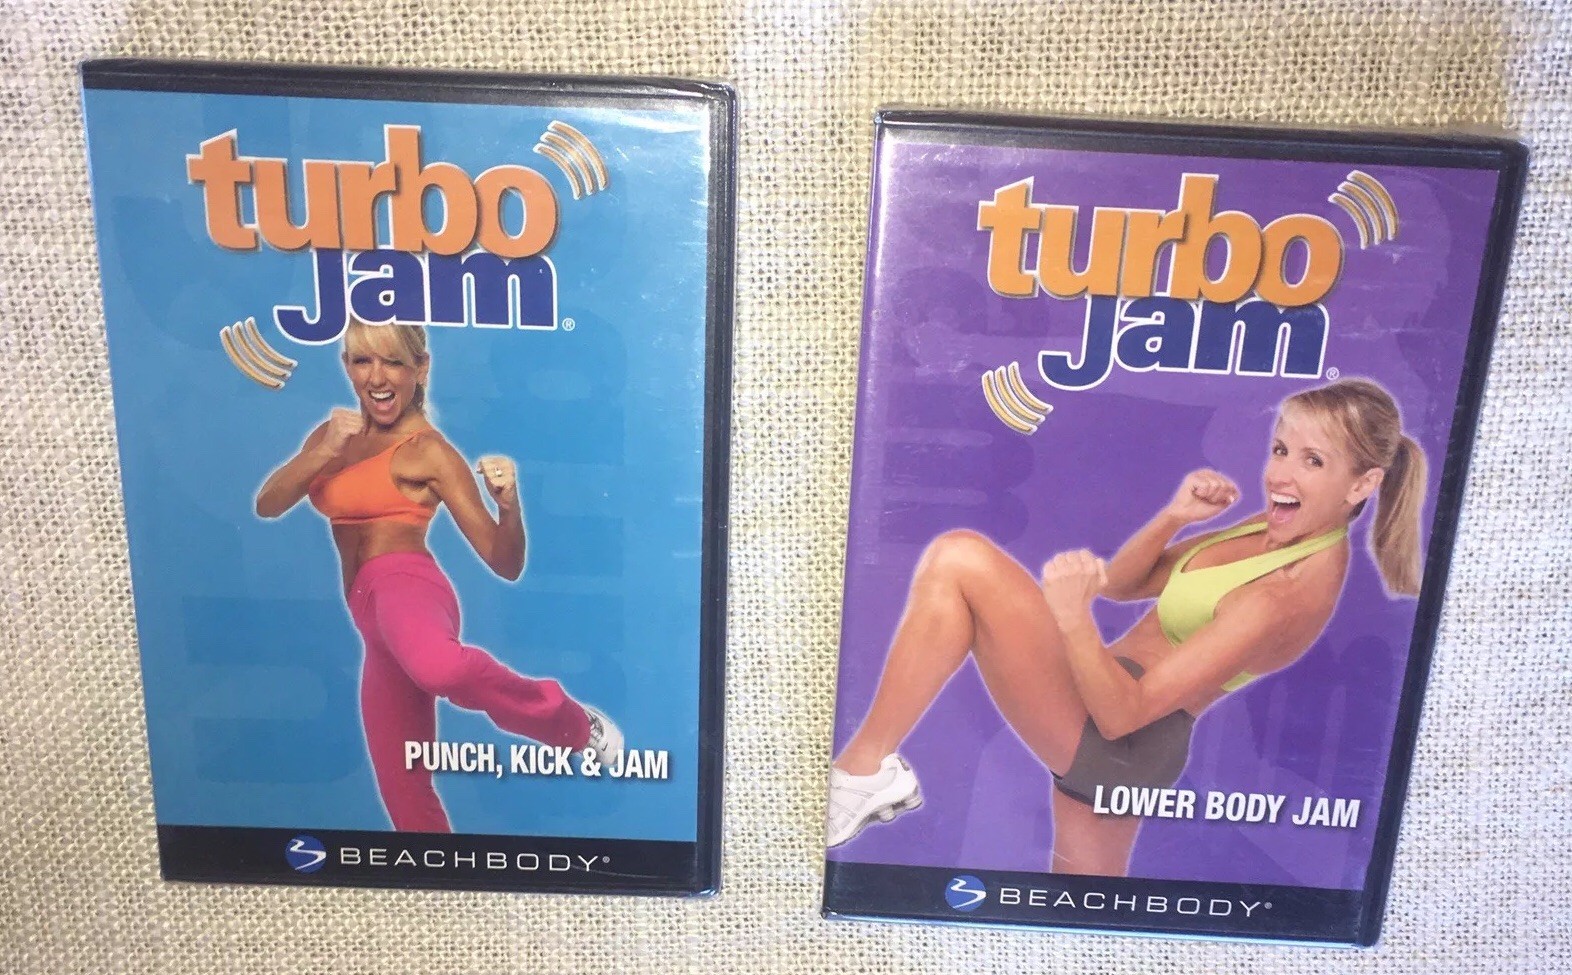 turbo
Jam®
PUNCH, KICK & JAM
BEACHBODY®
turbo
Jam®
LOWER BODY JAM
BEACHBODY®